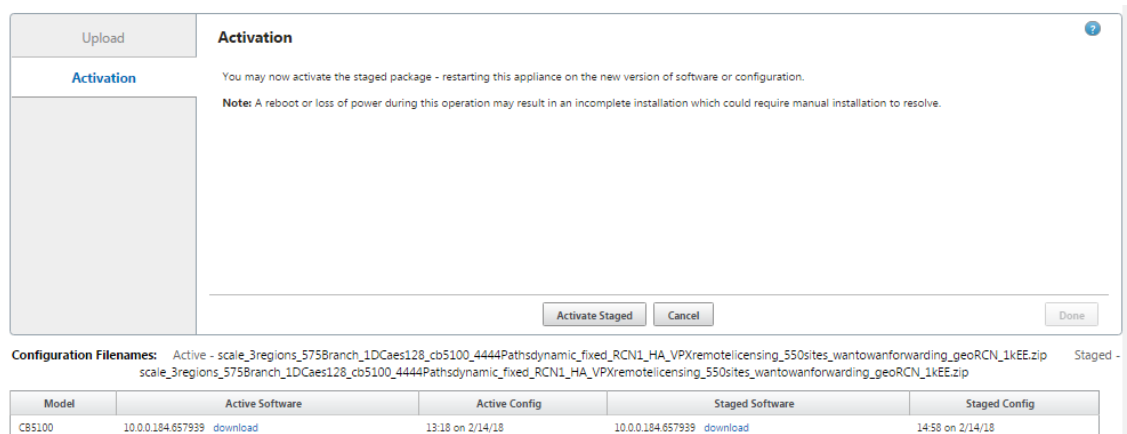 Upload
Activation
Activation
?
You may now activate the staged package - restarting this appliance on the new version of software or configuration.
Note: A reboot or loss of power during this operation may result in an incomplete installation which could require manual installation to resolve.
Activate Staged Cancel Done
Configuration Filenames: Active - scale_3regions_575Branch_1DCaes128_cb5100_4444Pathsdynamic_fixed_RCN1_HA_VPXremotelicensing_550sites_wantowanforwarding_geoRCN_1kEE.zip Staged -
scale_3regions_575Branch_1DCaes128_cb5100_4444Pathsdynamic_fixed_RCN1_HA_VPXremotelicensing_550sites_wantowanforwarding_geoRCN_1kEE.zip
Model Active Software Active Config Staged Software Staged Config
CB5100 10.0.0.184.657939 download 13:18 on 2/14/18 10.0.0.184.657939 download 14:58 on 2/14/18